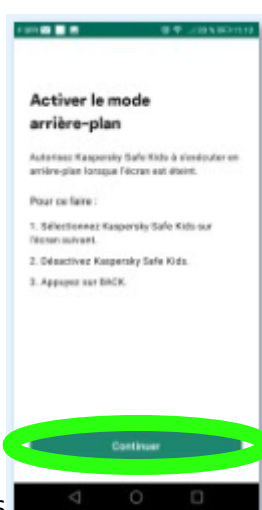 Activer le mode
arrière-plan
Autorisez Kaspersky Safe Kids à s'exécuter en
arrière-plan lorsque l'écran est éteint.
Pour ce faire :
1. Sélectionnez Kaspersky Safe Kids sur
l'écran suivant.
2. Désactivez Kaspersky Safe Kids.
3. Appuyez sur BACK.
Continuer
s